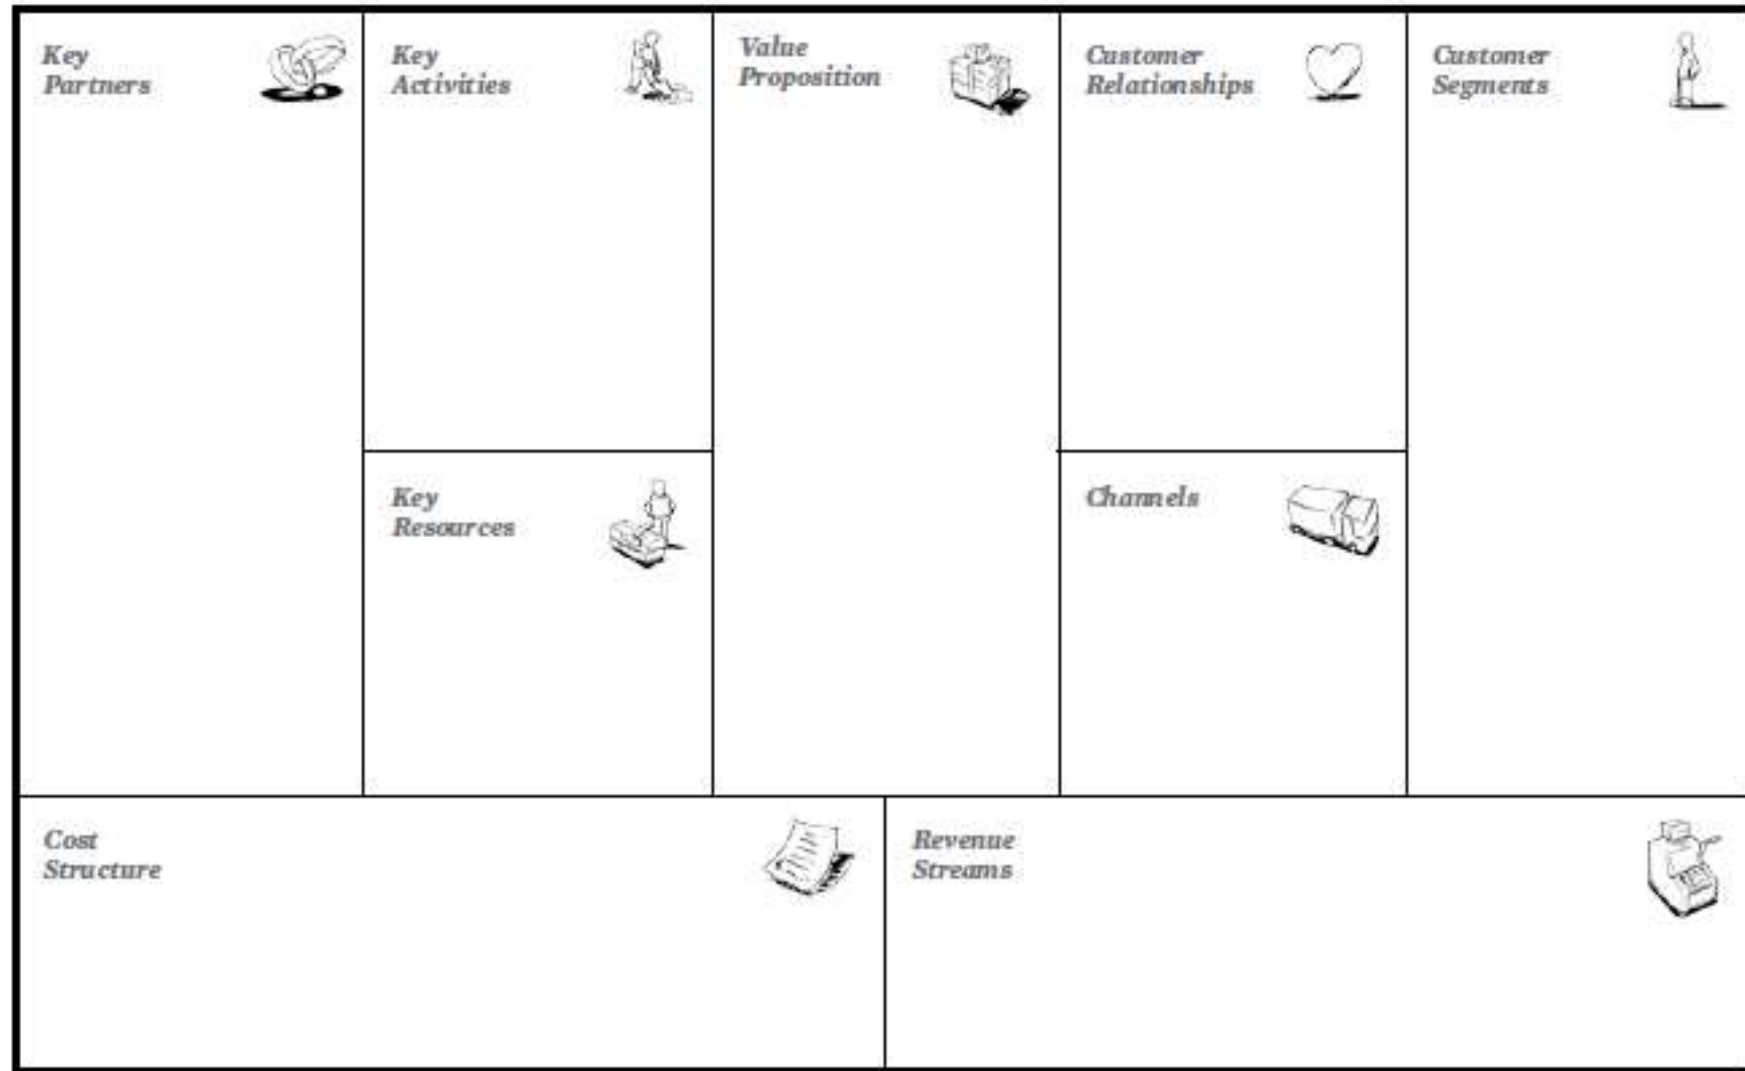 Key
Partners
Key
Activities
Value
Proposition
Customer
Relationships
Customer
Segments
Key
Resources
Channels
Cost
Structure
Revenue
Streams